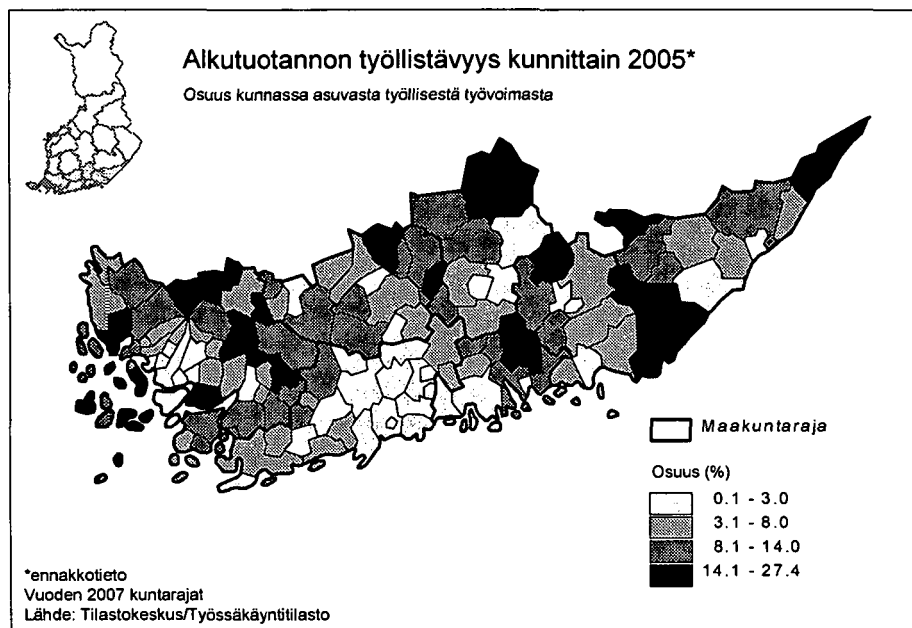 Alkutuotannon työllistävyys kunnittain 2005*
Osuus kunnassa asuvasta työllisestä työvoimasta
Maakuntaraja
Osuus (%)
0.1 - 3.0
3.1 - 8.0
8.1 - 14.0
14.1 - 27.4
*ennakkotieto
Vuoden 2007 kuntarajat
Lähde: Tilastokeskus/Työssäkäyntitilasto